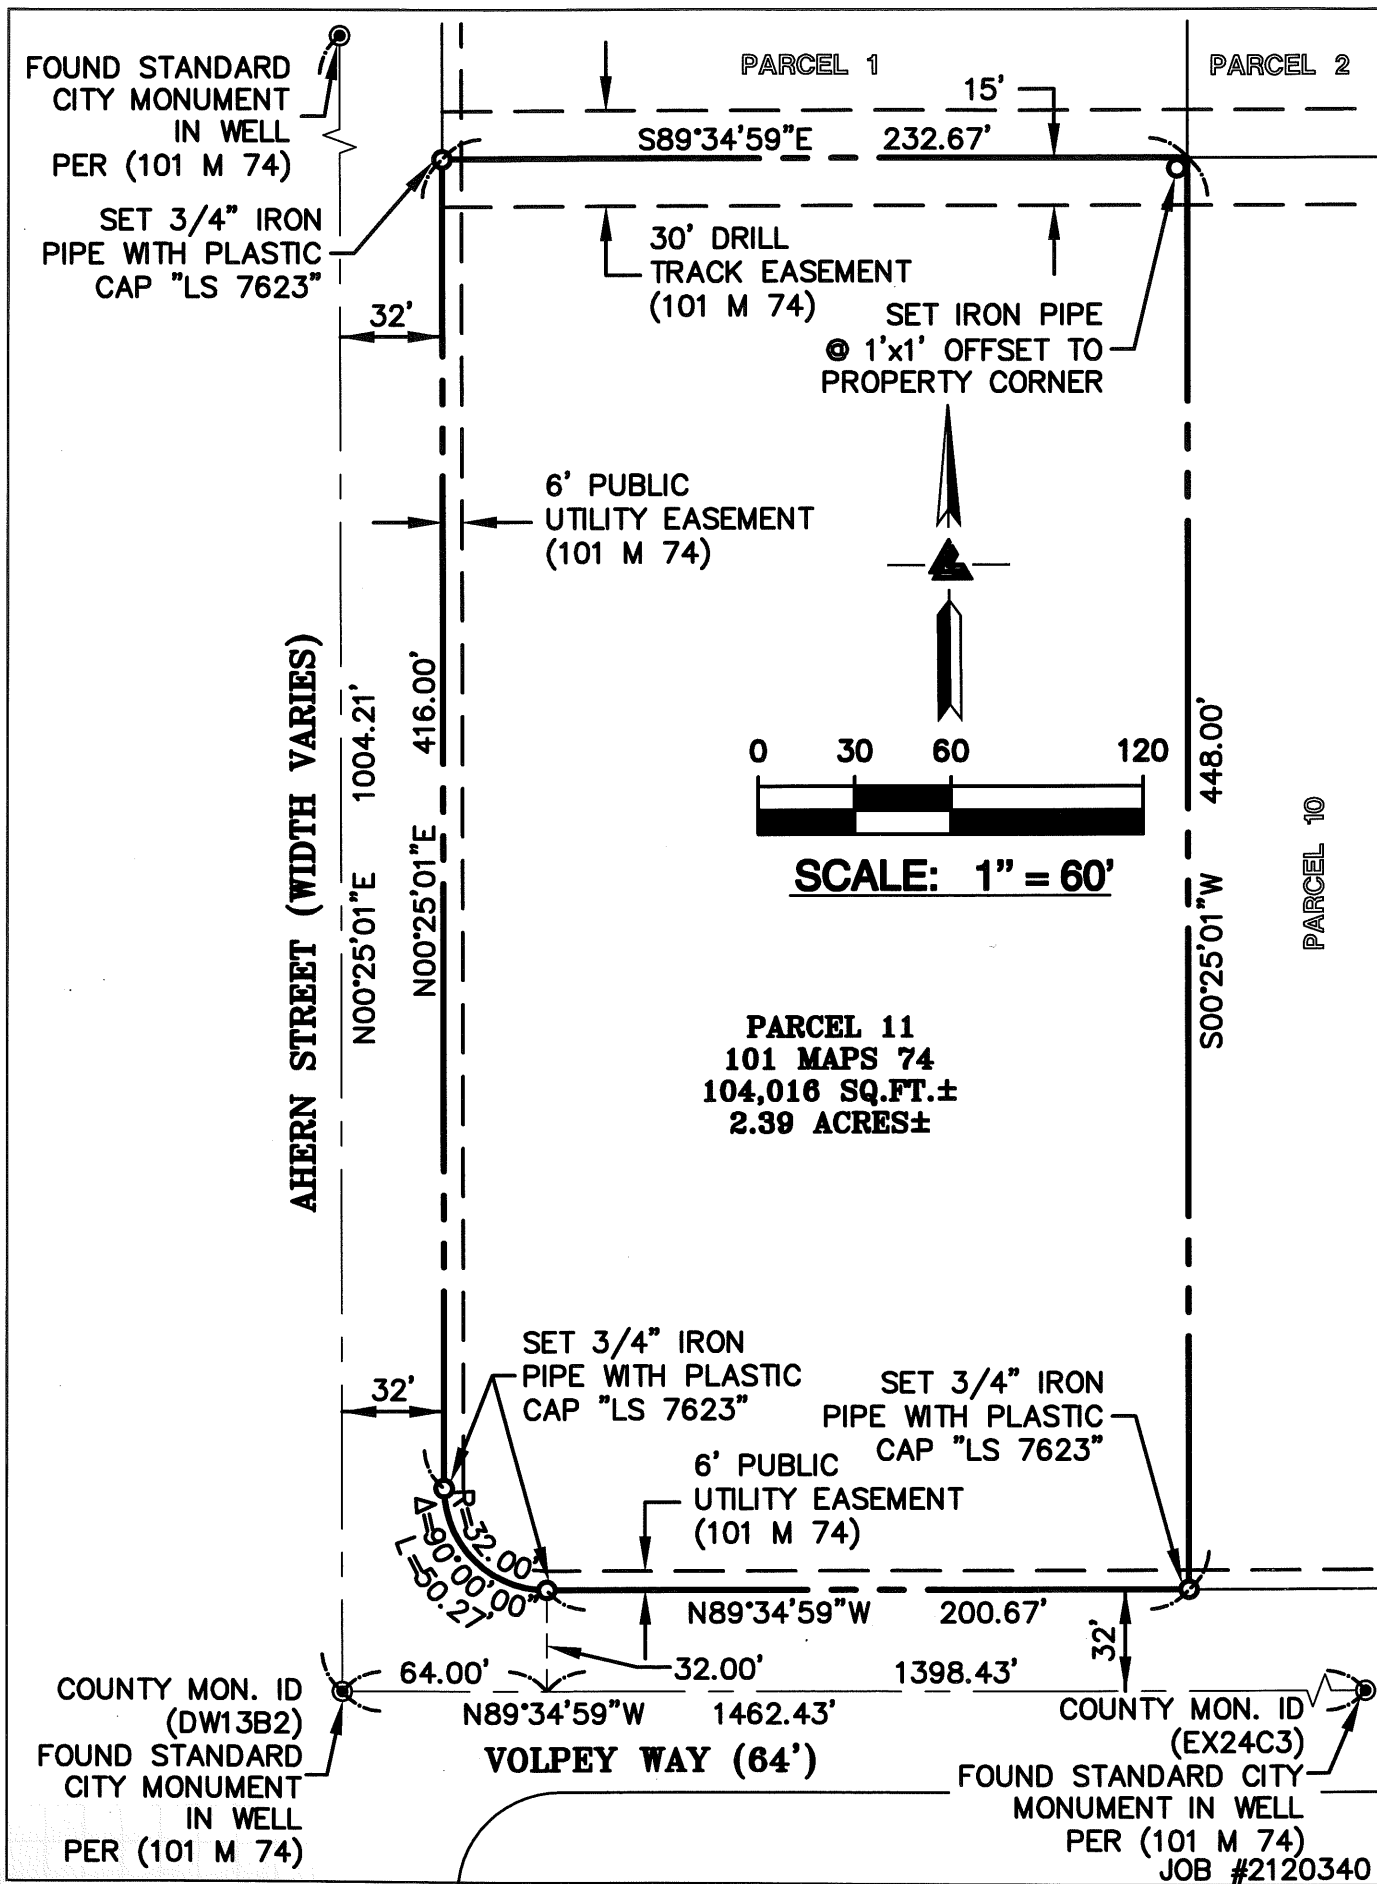 FOUND STANDARD
CITY MONUMENT
IN WELL
PER (101 M 74)
PARCEL 1
PARCEL 2
15'
S89°34'59"E 232.67'
SET 3/4" IRON
PIPE WITH PLASTIC
CAP "LS 7623"
30' DRILL
TRACK EASEMENT
(101 M 74)
32'
SET IRON PIPE
@ 1'x1' OFFSET TO
PROPERTY CORNER
6' PUBLIC
UTILITY EASEMENT
(101 M 74)
AHERN STREET (WIDTH VARIES)
N00°25'01"E 1004.21'
N00°25'01"E 416.00'
0 30 60 120
SCALE: 1" = 60'
S00°25'01"W 448.00'
PARCEL 10
PARCEL 11
101 MAPS 74
104,016 SQ.FT.±
2.39 ACRES±
SET 3/4" IRON
PIPE WITH PLASTIC
CAP "LS 7623"
32'
SET 3/4" IRON
PIPE WITH PLASTIC
CAP "LS 7623"
6' PUBLIC
UTILITY EASEMENT
(101 M 74)
R=32.00'
Δ=90°00'00"
L=50.27'
N89°34'59"W 200.67'
32'
64.00'
32.00'
1398.43'
N89°34'59"W 1462.43'
VOLPEY WAY (64')
COUNTY MON. ID
(DW13B2)
FOUND STANDARD
CITY MONUMENT
IN WELL
PER (101 M 74)
COUNTY MON. ID
(EX24C3)
FOUND STANDARD CITY
MONUMENT IN WELL
PER (101 M 74)
JOB #2120340